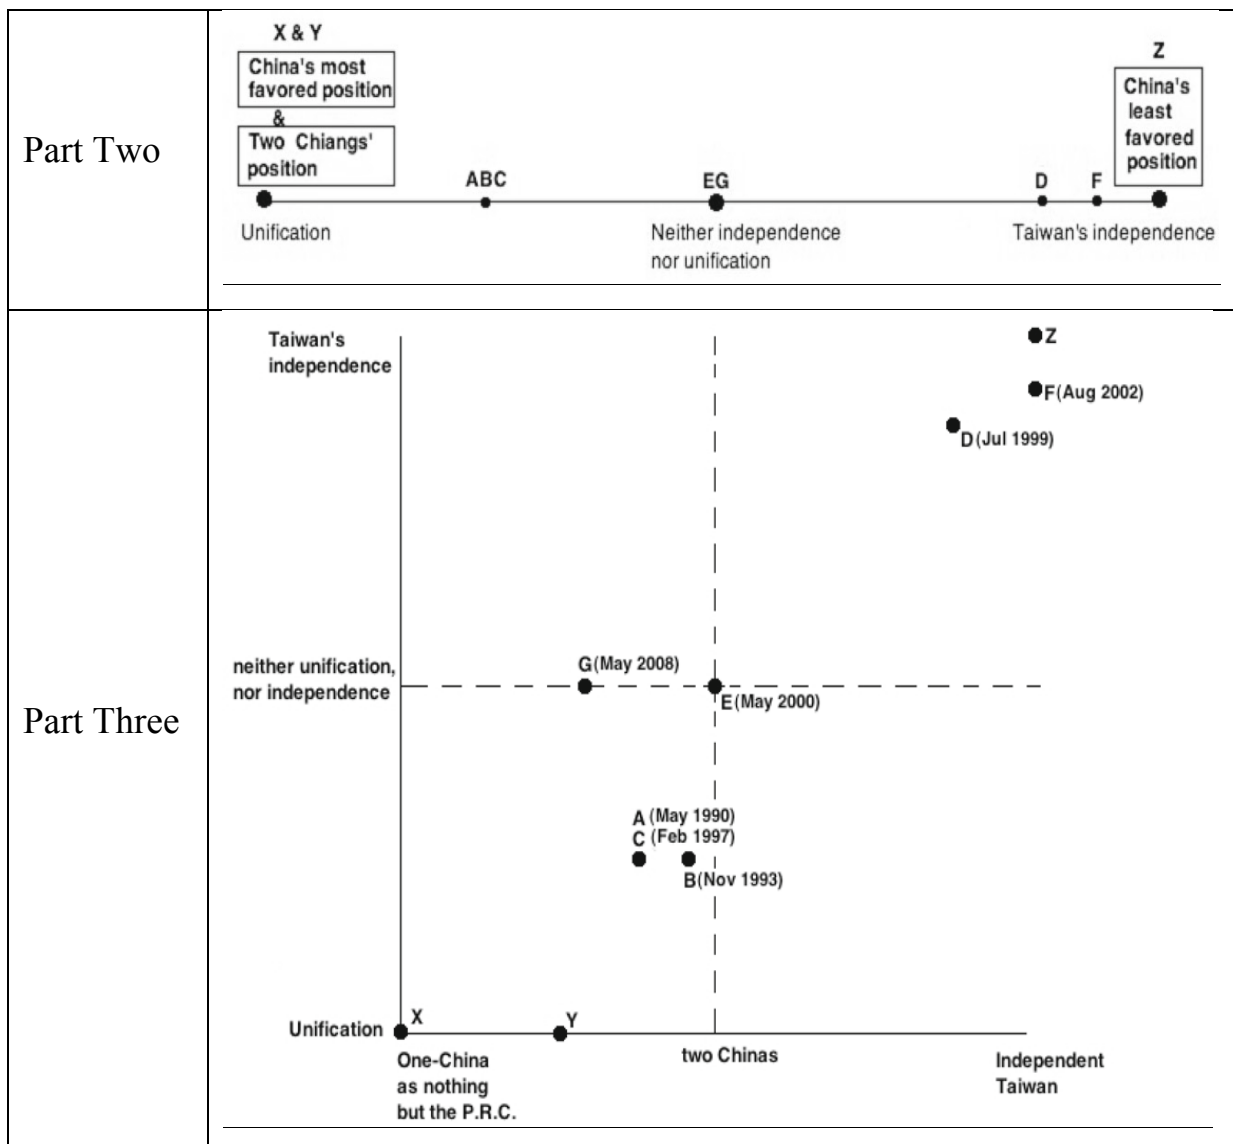 Part Two
X & Y
China's most
favored position
&
Two Chiangs'
position
Z
China's
least
favored
position
ABC
EG
D
F
Unification
Neither independence
nor unification
Taiwan's independence
Part Three
Taiwan's
independence
Z
F(Aug 2002)
D(Jul 1999)
neither unification,
nor independence
G(May 2008)
E(May 2000)
A (May 1990)
C (Feb 1997)
B(Nov 1993)
Unification
X
Y
One-China
as nothing
but the P.R.C.
two Chinas
Independent
Taiwan